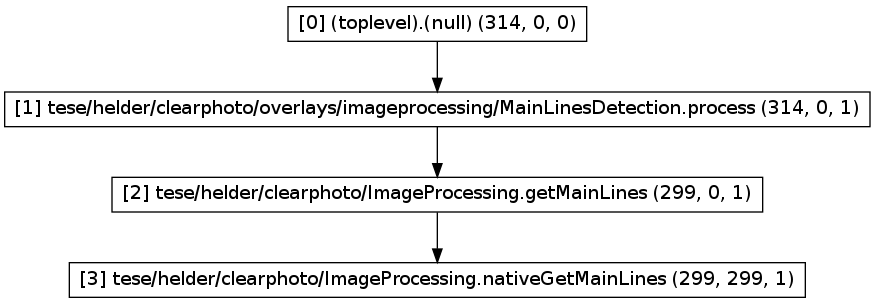 [0] (toplevel).(null) (314, 0, 0)
[1] tese/helder/clearphoto/overlays/imageprocessing/MainLinesDetection.process (314, 0, 1)
[2] tese/helder/clearphoto/ImageProcessing.getMainLines (299, 0, 1)
[3] tese/helder/clearphoto/ImageProcessing.nativeGetMainLines (299, 299, 1)